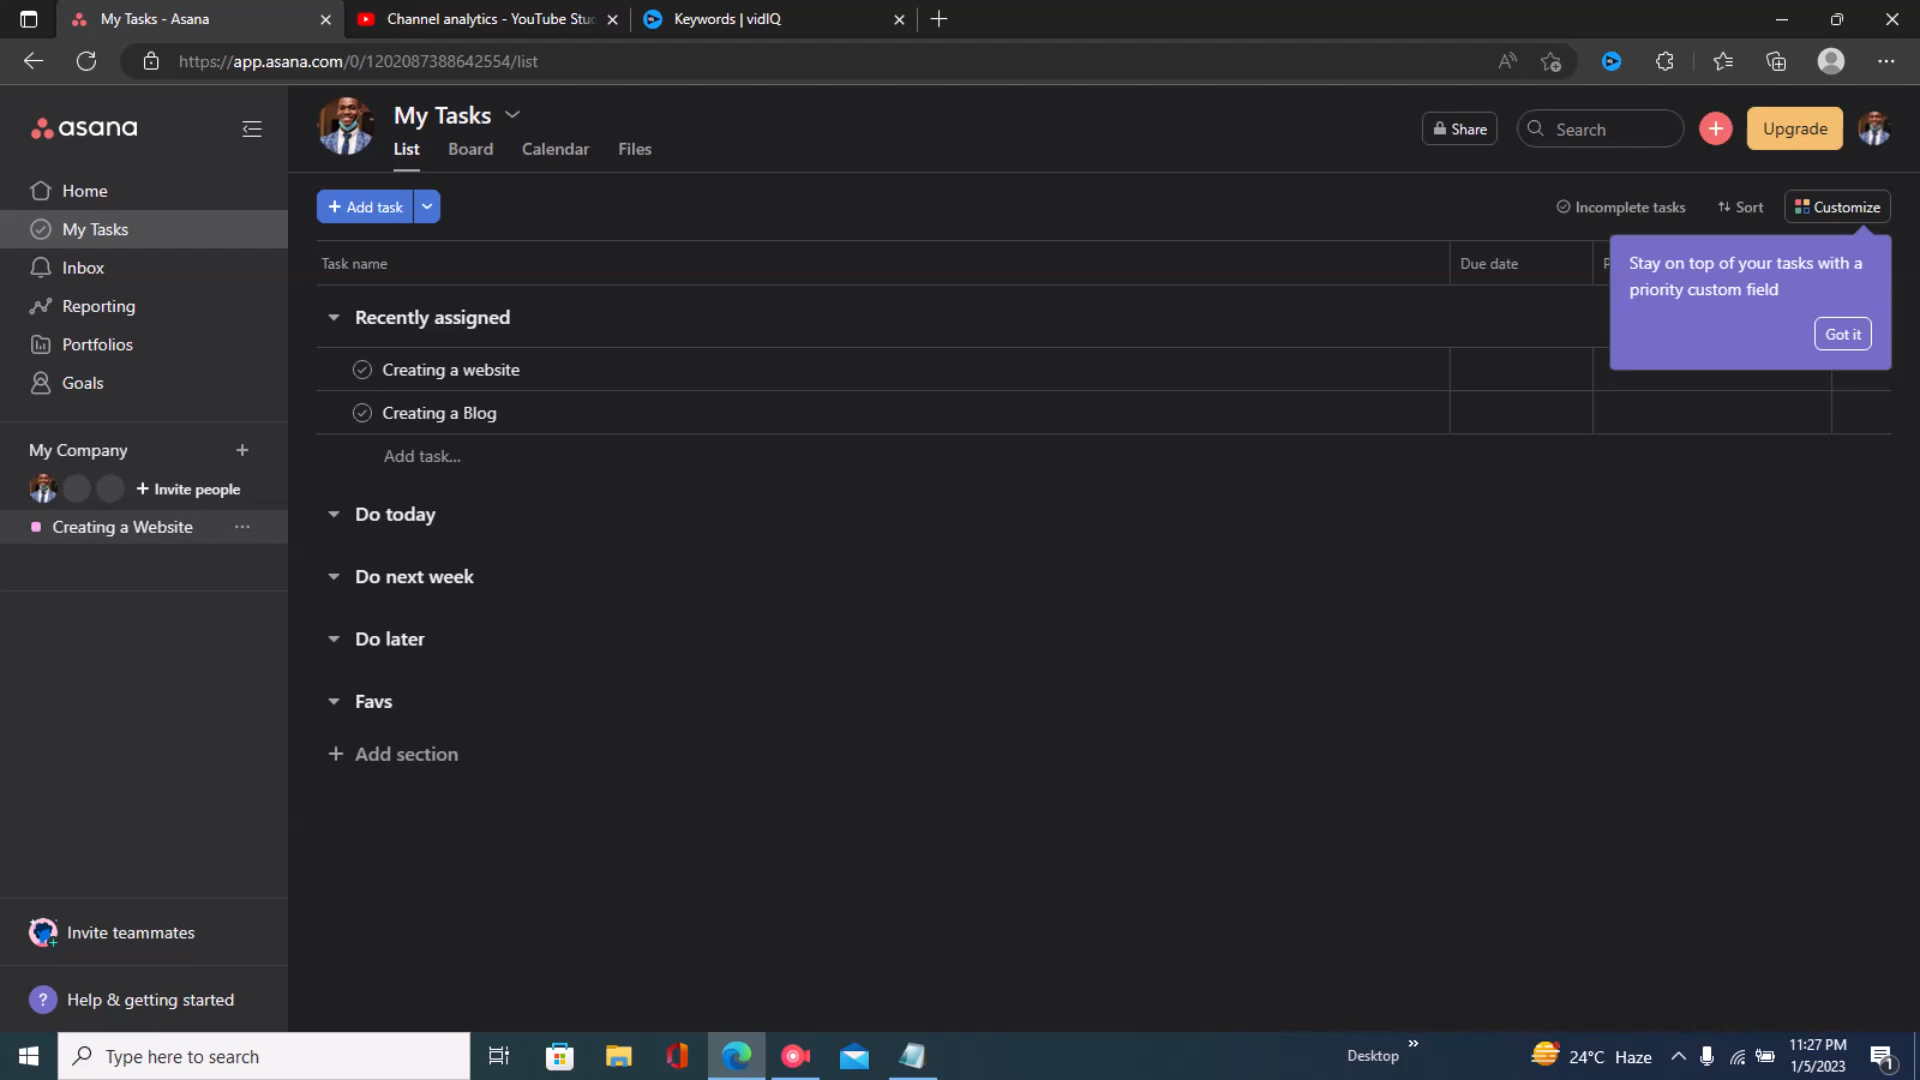 My Tasks - Asana
Channel analytics - YouTube Stu
Keywords | vidIQ
https://app.asana.com/0/1202087388642554/list
asana
Home
My Tasks
Inbox
Reporting
Portfolios
Goals
My Company
Invite people
Creating a Website
Invite teammates
Help & getting started
My Tasks
List Board Calendar Files
Share
Search
Upgrade
Add task
Incomplete tasks
Sort
Customize
Task name
Due date
P
Stay on top of your tasks with a
priority custom field
Got it
Recently assigned
Creating a website
Creating a Blog
Add task...
Do today
Do next week
Do later
Favs
Add section
Type here to search
Desktop
24°C Haze
11:27 PM
1/5/2023
1